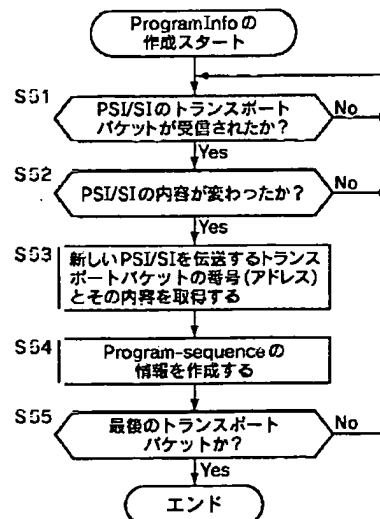 ProgramInfoの
作成スタート
S51
PSI/SIのトランスポート
パケットが受信されたか?
No
Yes
S52
PSI/SIの内容が変わったか?
No
Yes
S53
新しいPSI/SIを伝送するトランス
ポートパケットの番号(アドレス)
とその内容を取得する
S54
Program-sequenceの
情報を作成する
S55
最後のトランスポート
パケットか?
No
Yes
エンド